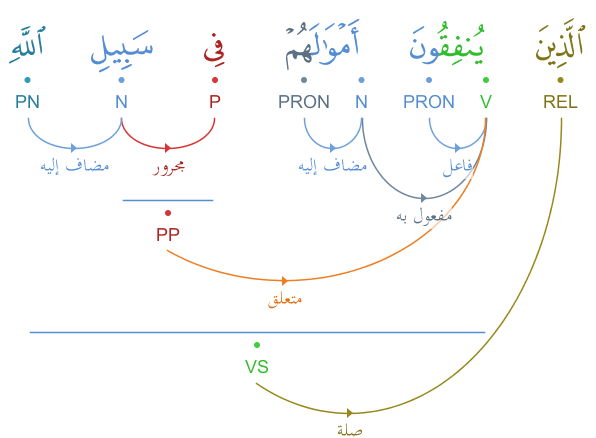 الَّذِينَ يُنفِقُونَ أَمْوَٰلَهُمْ فِى سَبِيلِ ٱللَّهِ
REL V PRON N PRON P N PN
فاعل مضاف إليه مجرور مضاف إليه
مفعول به
PP
متعلق
VS
صلة